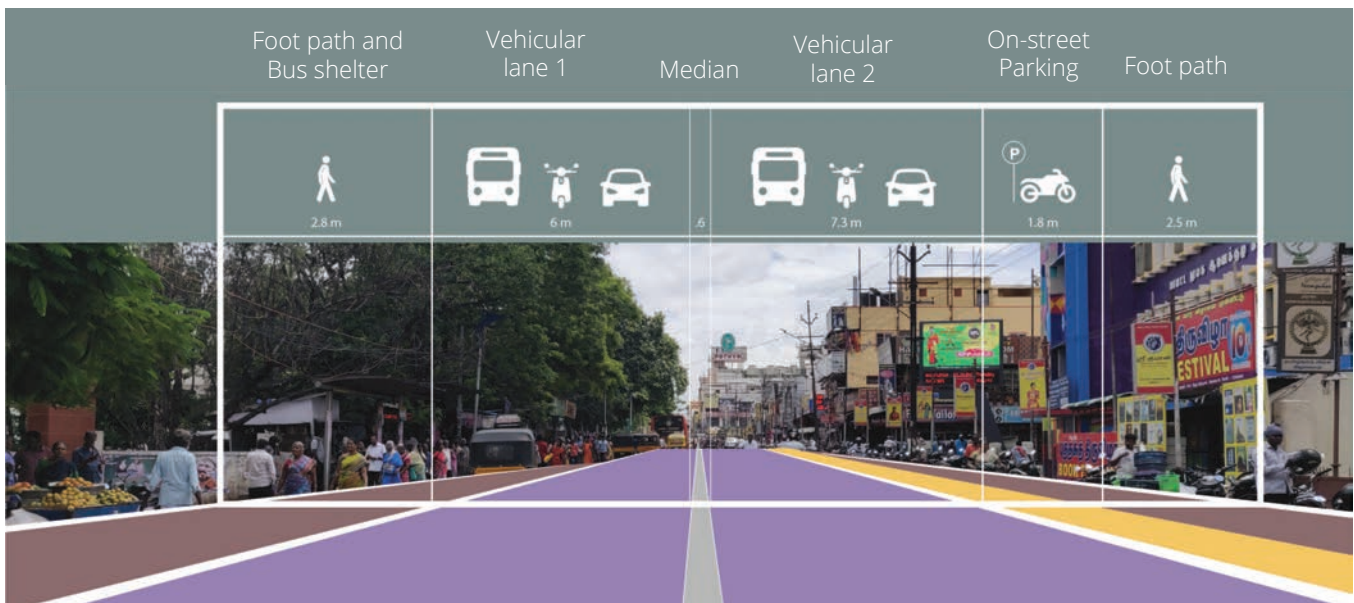 Foot path and
Bus shelter
Vehicular
lane 1
Median
Vehicular
lane 2
On-street
Parking
Foot path
P
2.8 m
6 m
.6
7.3 m
1.8 m
2.5 m
திருவிழா
FESTIVAL